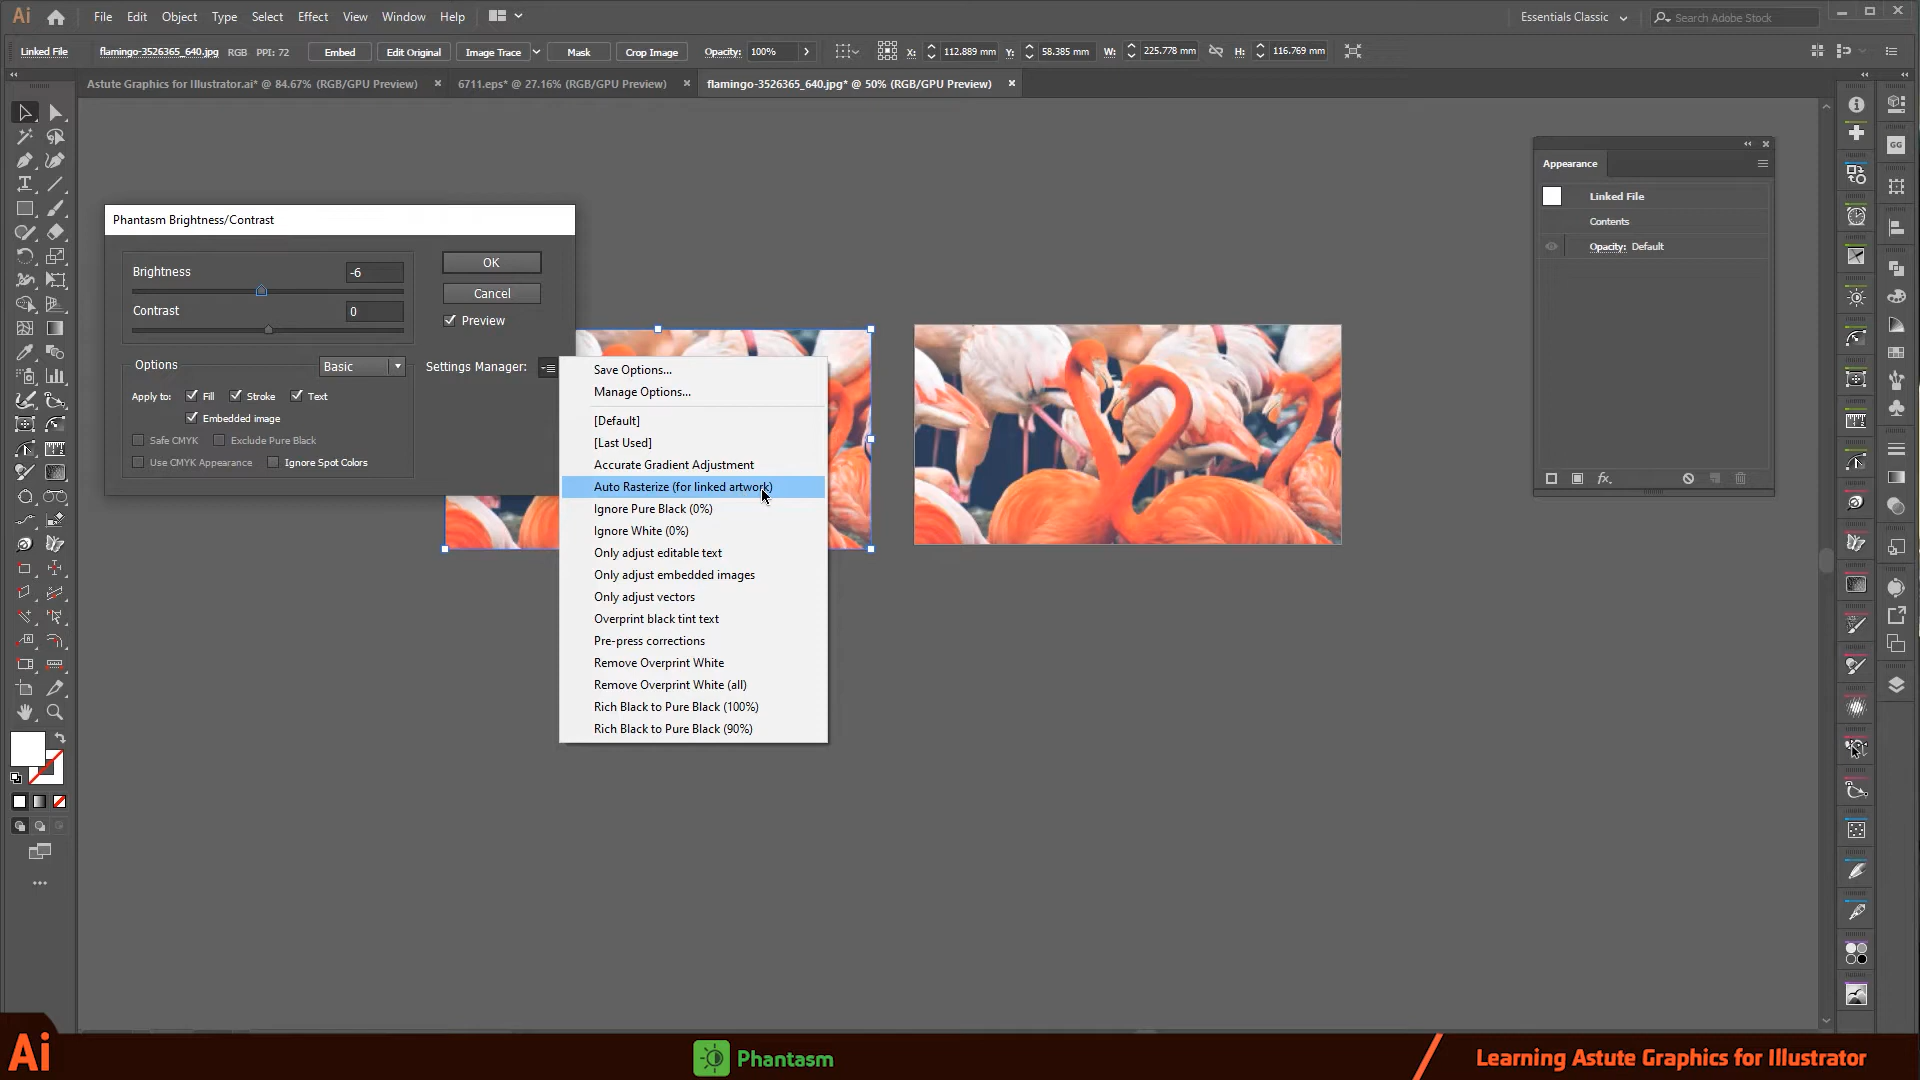 Ai File Edit Object Type Select Effect View Window Help Essentials Classic Search Adobe Stock
Linked File flamingo-3526365_640.jpg RGB PPI: 72 Embed Edit Original Image Trace Mask Crop Image Opacity: 100% X: 112.889 mm Y: 58.385 mm W: 225.778 mm H: 116.769 mm
Astute Graphics for Illustrator.ai* @ 84.67% (RGB/GPU Preview) × 6711.eps* @ 27.16% (RGB/GPU Preview) × flamingo-3526365_640.jpg* @ 50% (RGB/GPU Preview) ×
Phantasm Brightness/Contrast
Brightness -6
Contrast 0
OK
Cancel
Preview
Options Basic Settings Manager:
Apply to: Fill Stroke Text
Embedded image
Safe CMYK Exclude Pure Black
Use CMYK Appearance Ignore Spot Colors
Save Options...
Manage Options...
[Default]
[Last Used]
Accurate Gradient Adjustment
Auto Rasterize (for linked artwork)
Ignore Pure Black (0%)
Ignore White (0%)
Only adjust editable text
Only adjust embedded images
Only adjust vectors
Overprint black tint text
Pre-press corrections
Remove Overprint White
Remove Overprint White (all)
Rich Black to Pure Black (100%)
Rich Black to Pure Black (90%)
Appearance
Linked File
Contents
Opacity: Default
fx
GG
Ai Phantasm Learning Astute Graphics for Illustrator